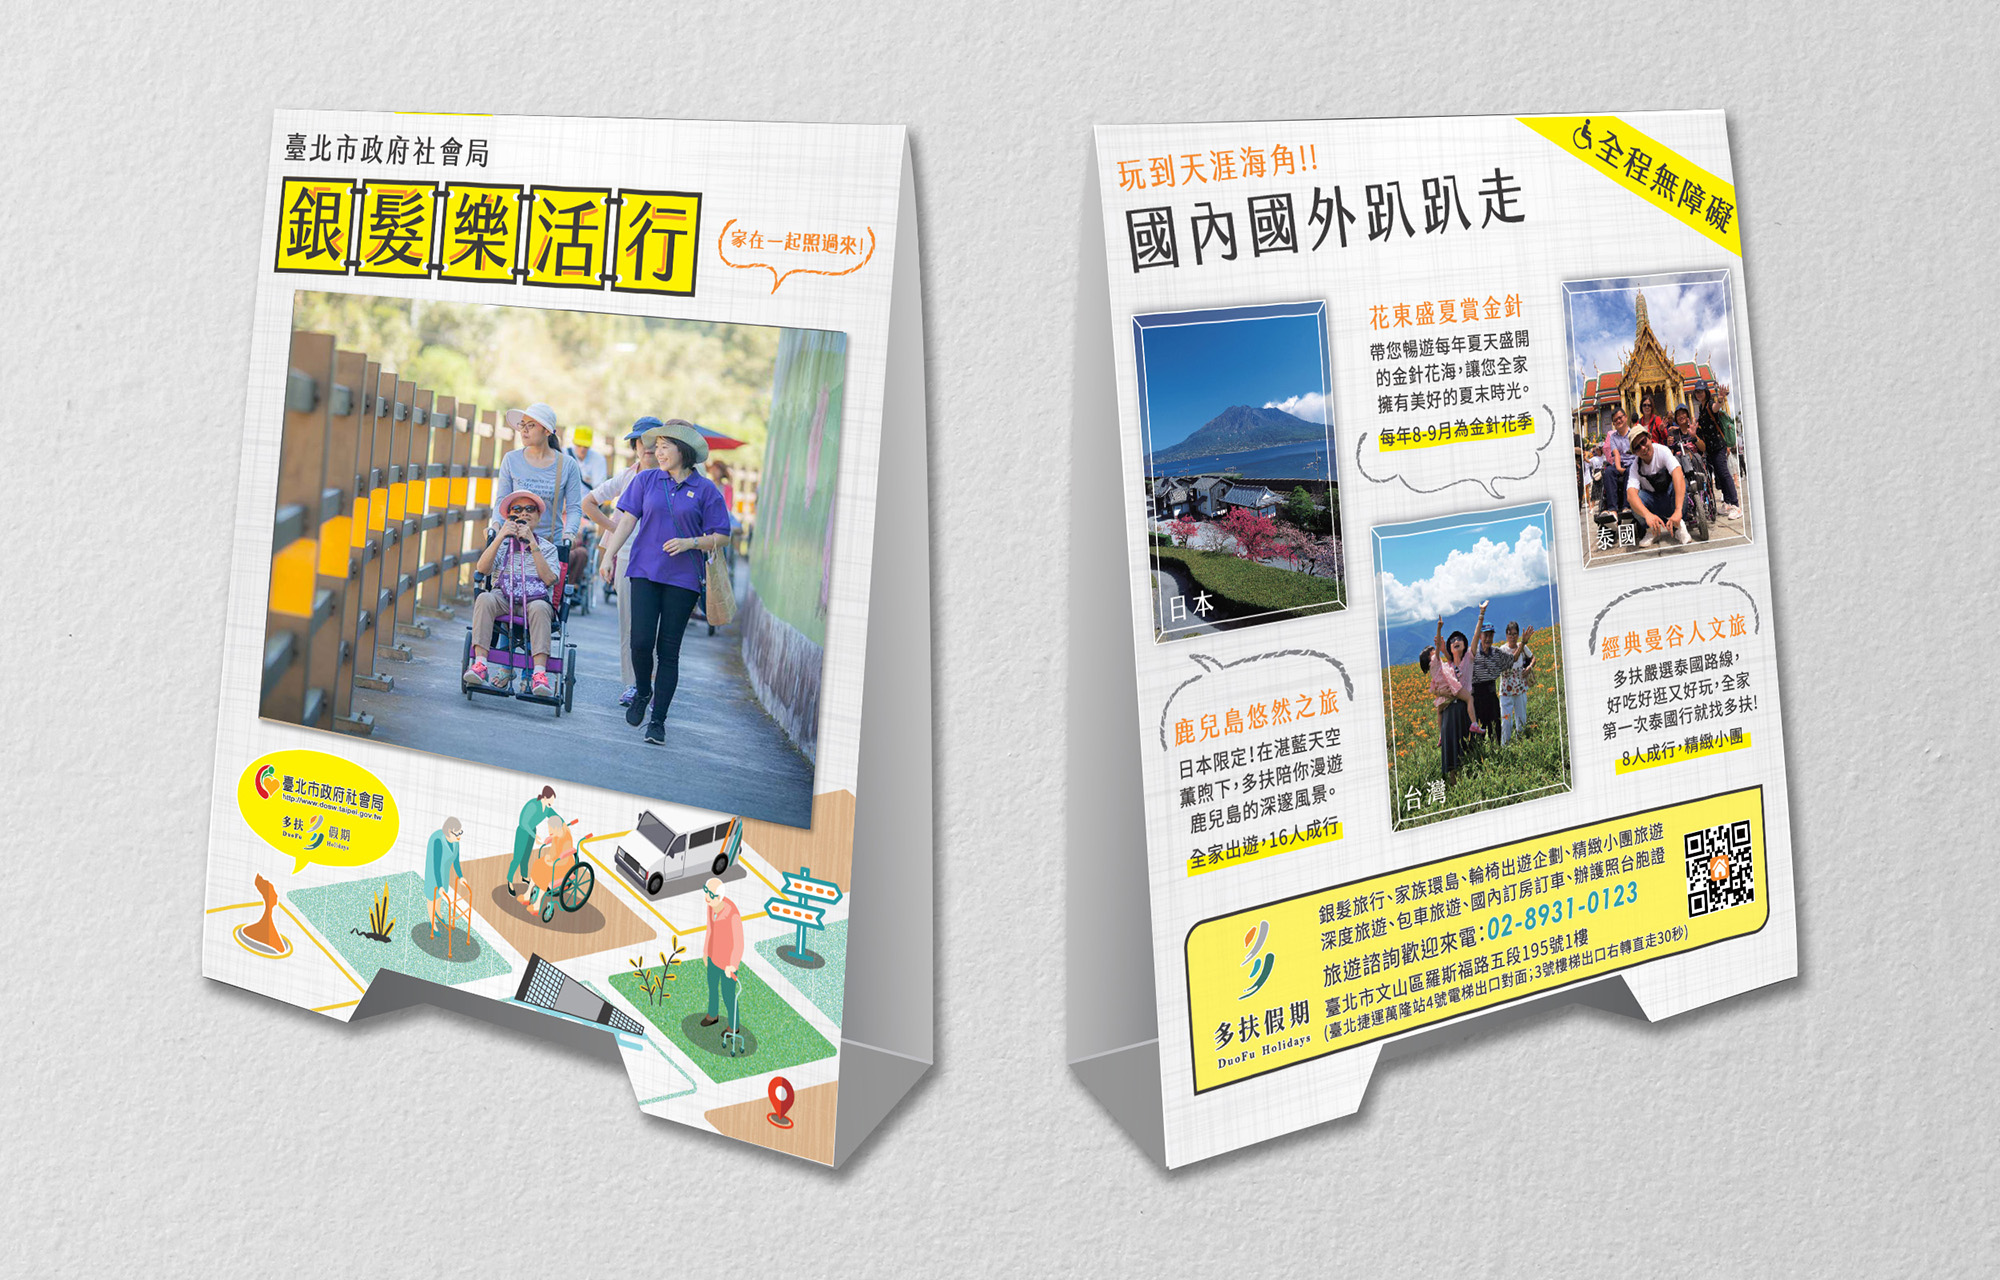 臺北市政府社會局
銀髮樂活行
家在一起照過來!
臺北市政府社會局
http://www.dosw.taipei.gov.tw
多扶假期
DuoFu Holidays
全程無障礙
玩到天涯海角!!
國內國外趴趴走
花東盛夏賞金針
帶您暢遊每年夏天盛開
的金針花海,讓您全家
擁有美好的夏末時光。
每年8-9月為金針花季
日本
台灣
泰國
鹿兒島悠然之旅
日本限定!在湛藍天空
薰煦下,多扶陪你漫遊
鹿兒島的深邃風景。
全家出遊,16人成行
經典曼谷人文旅
多扶嚴選泰國路線,
好吃好逛又好玩,全家
第一次泰國行就找多扶!
8人成行,精緻小團
多扶假期
DuoFu Holidays
銀髮旅行、家族環島、輪椅出遊企劃、精緻小團旅遊
深度旅遊、包車旅遊、國內訂房訂車、辦護照台胞證
旅遊諮詢歡迎來電:02-8931-0123
臺北市文山區羅斯福路五段195號1樓
(臺北捷運萬隆站4號電梯出口對面;3號樓梯出口右轉直走30秒)